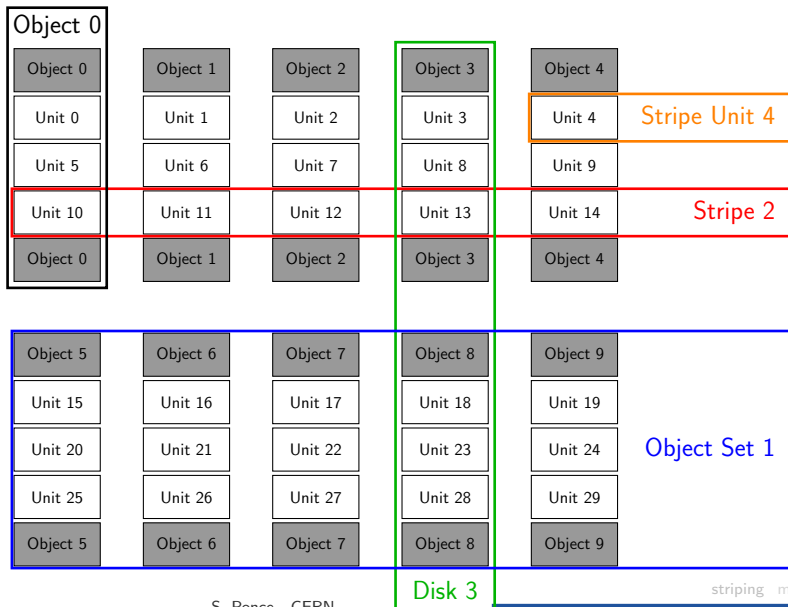 Object 0
Object 0 Object 1 Object 2 Object 3 Object 4
Unit 0 Unit 1 Unit 2 Unit 3 Unit 4 Stripe Unit 4
Unit 5 Unit 6 Unit 7 Unit 8 Unit 9
Unit 10 Unit 11 Unit 12 Unit 13 Unit 14 Stripe 2
Object 0 Object 1 Object 2 Object 3 Object 4
Object 5 Object 6 Object 7 Object 8 Object 9
Unit 15 Unit 16 Unit 17 Unit 18 Unit 19
Unit 20 Unit 21 Unit 22 Unit 23 Unit 24 Object Set 1
Unit 25 Unit 26 Unit 27 Unit 28 Unit 29
Object 5 Object 6 Object 7 Object 8 Object 9
Disk 3 striping
S. Ponce - CERN